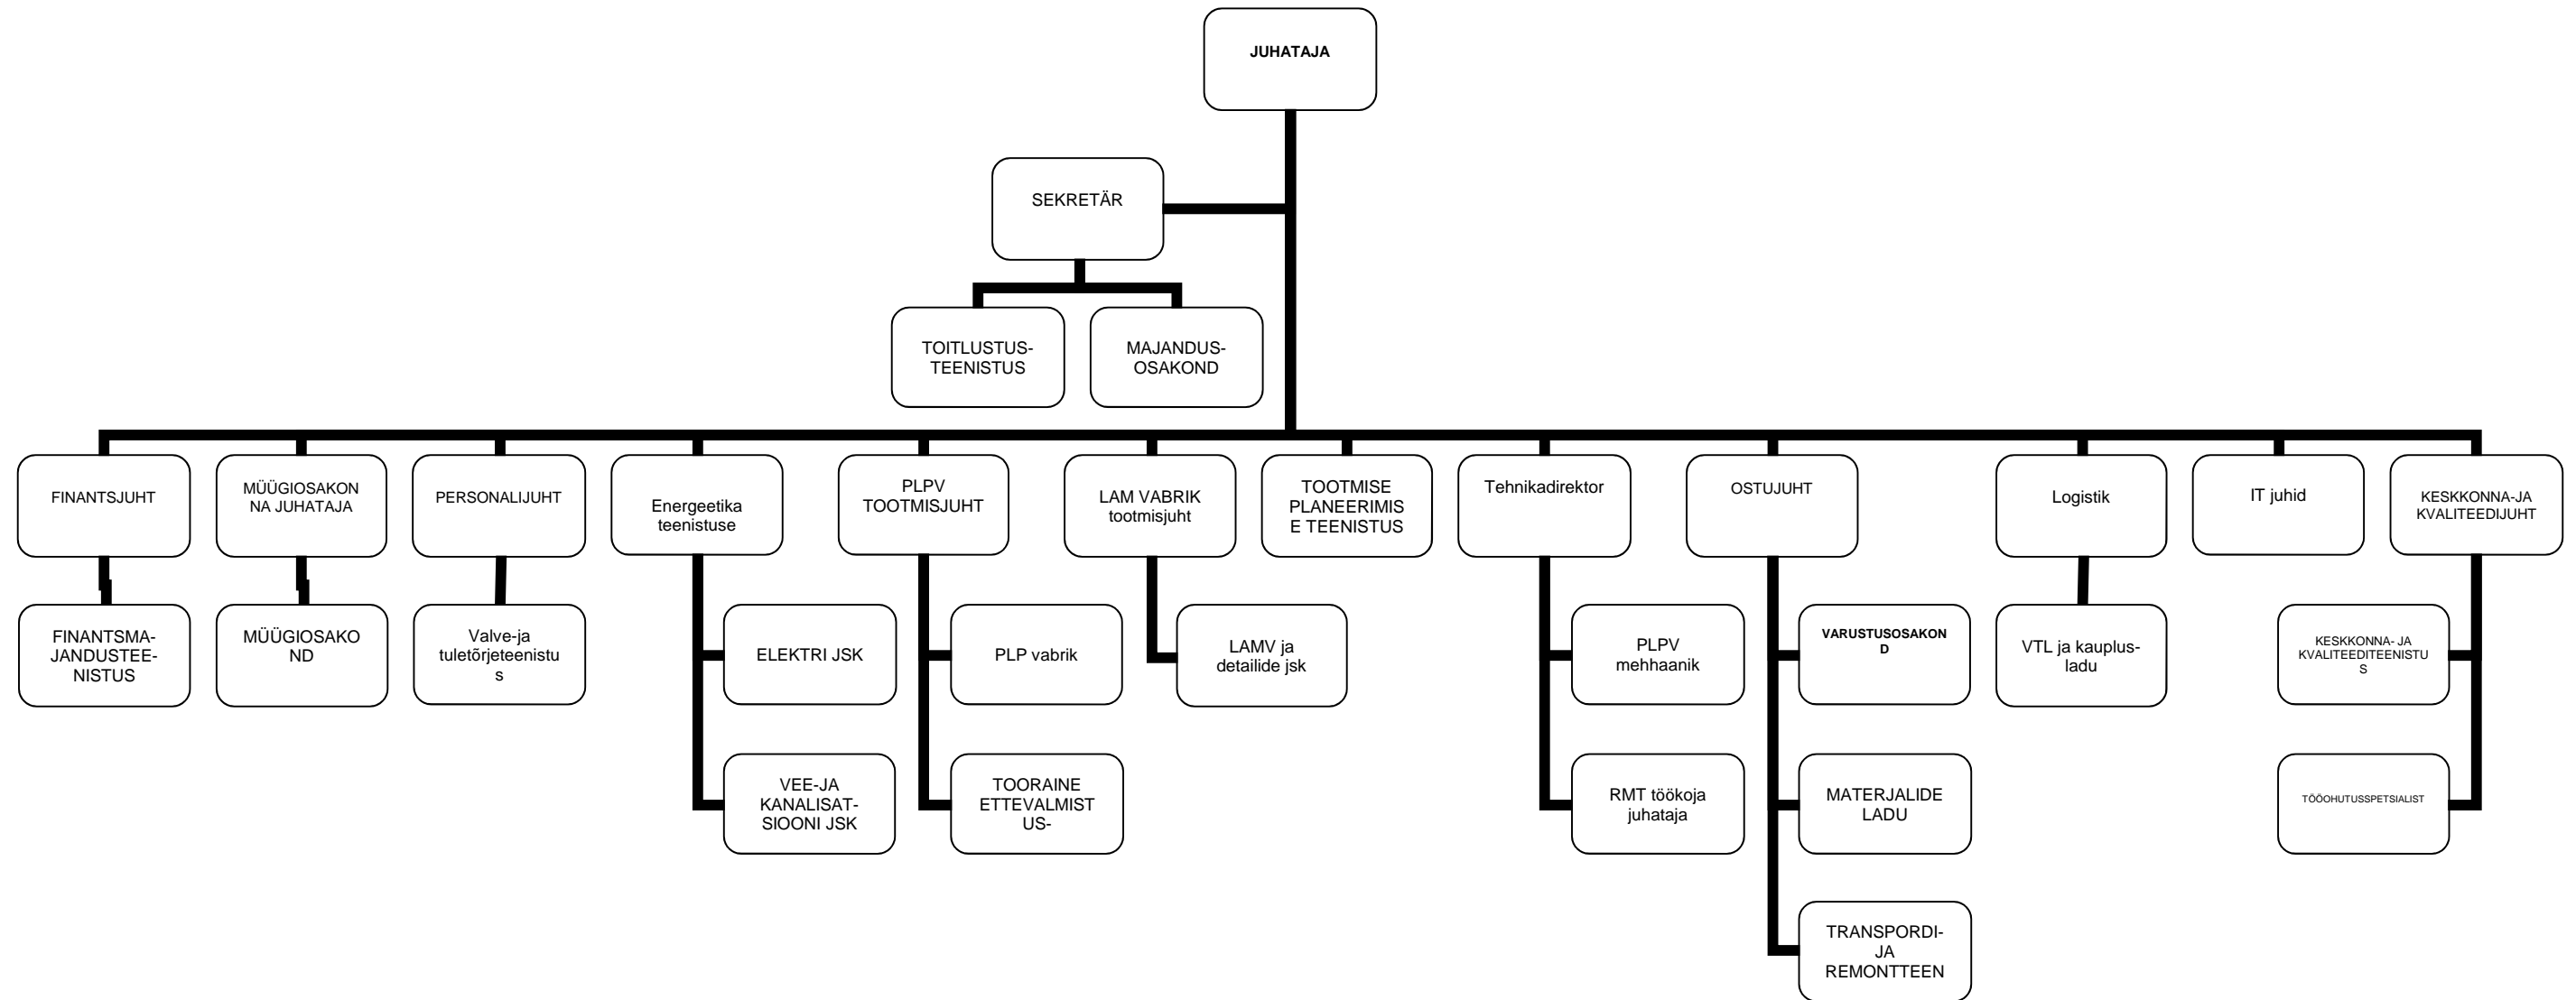 JUHATAJA
SEKRETÄR
TOITLUSTUS-
TEENISTUS
MAJANDUS-
OSAKOND
FINANTSJUHT
MÜÜGIOSAKON
NA JUHATAJA
PERSONALIJUHT
Energeetika
teenistuse
PLPV
TOOTMISJUHT
LAM VABRIK
tootmisjuht
TOOTMISE
PLANEERIMIS
E TEENISTUS
Tehnikadirektor
OSTUJUHT
Logistik
IT juhid
KESKKONNA-JA
KVALITEEDIJUHT
FINANTSMA-
JANDUSTEE-
NISTUS
MÜÜGIOSAKO
ND
Valve-ja
tuletõrjeteenistu
s
ELEKTRI JSK
PLP vabrik
LAMV ja
detailide jsk
PLPV
mehhaanik
VARUSTUSOSAKON
D
VTL ja kauplus-
ladu
KESKKONNA- JA
KVALITEEDITEENISTU
S
VEE-JA
KANALISAT-
SIOONI JSK
TOORAINE
ETTEVALMIST
US-
RMT töökoja
juhataja
MATERJALIDE
LADU
TÖÖOHUTUSSPETSIALIST
TRANSPORDI-
JA
REMONTTEEN